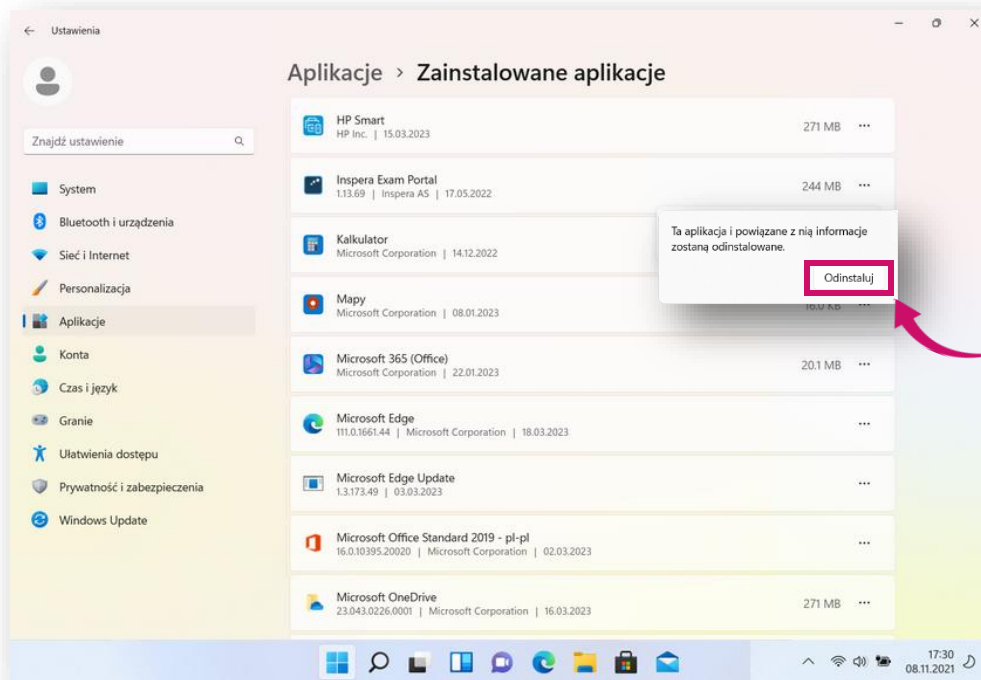 Ustawienia
Aplikacje > Zainstalowane aplikacje
Znajdź ustawienie
System
Bluetooth i urządzenia
Sieć i Internet
Personalizacja
Aplikacje
Konta
Czas i język
Granie
Ułatwienia dostępu
Prywatność i zabezpieczenia
Windows Update
HP Smart
HP Inc. | 15.03.2023
271 MB
Inspera Exam Portal
1.13.69 | Inspera AS | 17.05.2022
244 MB
Kalkulator
Microsoft Corporation | 14.12.2022
Ta aplikacja i powiązane z nią informacje
zostaną odinstalowane.
Odinstaluj
Mapy
Microsoft Corporation | 08.01.2023
16.0 KB
Microsoft 365 (Office)
Microsoft Corporation | 22.01.2023
20.1 MB
Microsoft Edge
111.0.1661.44 | Microsoft Corporation | 18.03.2023
Microsoft Edge Update
1.3.173.49 | 03.03.2023
Microsoft Office Standard 2019 - pl-pl
16.0.10395.20020 | Microsoft Corporation | 02.03.2023
Microsoft OneDrive
23.043.0226.0001 | Microsoft Corporation | 16.03.2023
271 MB
17:30
08.11.2021